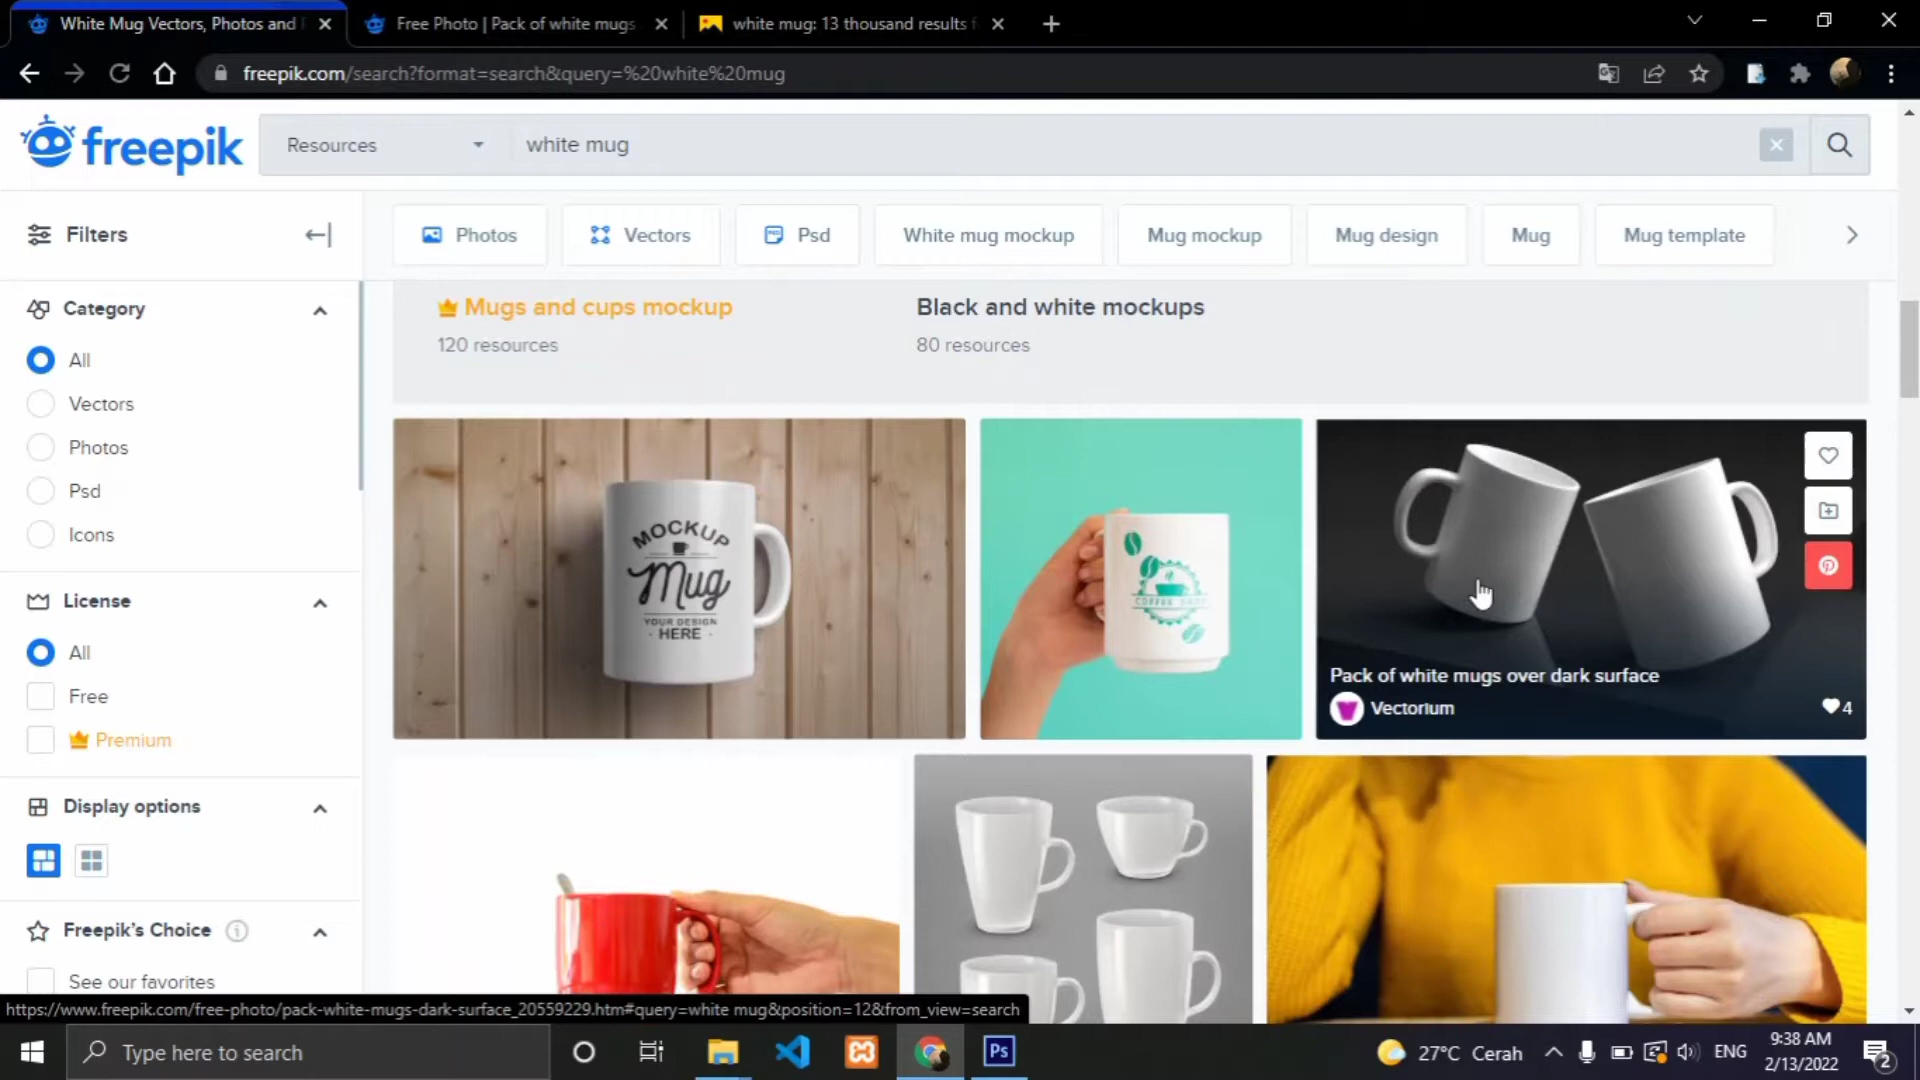 White Mug Vectors, Photos and
Free Photo | Pack of white mugs
white mug: 13 thousand results
freepik.com/search?format=search&query=%20white%20mug
freepik
Resources
white mug
Filters
Photos
Vectors
Psd
White mug mockup
Mug mockup
Mug design
Mug
Mug template
Category
All
Vectors
Photos
Psd
Icons
License
All
Free
Premium
Display options
Freepik's Choice
See our favorites
Mugs and cups mockup
120 resources
Black and white mockups
80 resources
MOCKUP
Mug
YOUR DESIGN
HERE
COFFEE SHOP
Pack of white mugs over dark surface
Vectorium
4
https://www.freepik.com/free-photo/pack-white-mugs-dark-surface_20559229.htm#query=white mug&position=12&from_view=search
Type here to search
Ps
27°C Cerah
ENG
9:38 AM
2/13/2022
2